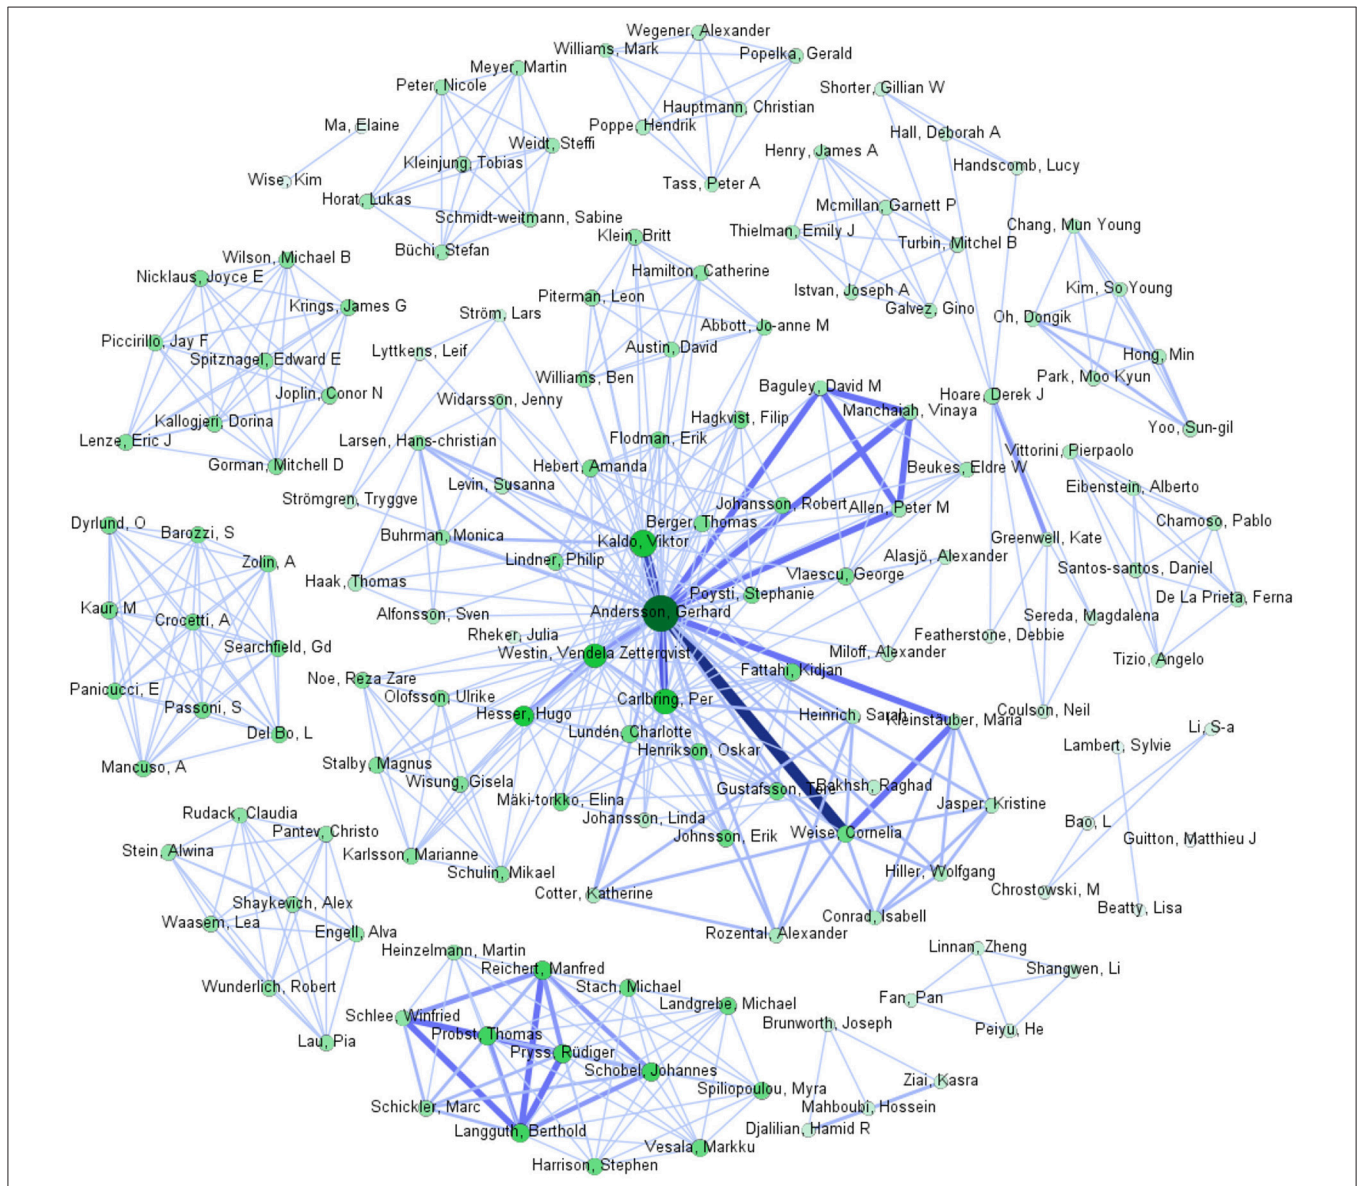 Wegener, Alexander
Williams, Mark
Popelka, Gerald
Meyer, Martin
Peter, Nicole
Shorter, Gillian W
Hauptmann, Christian
Ma, Elaine
Poppe, Hendrik
Hall, Deborah A
Weidt, Steffi
Henry, James A
Kleinjung, Tobias
Handscomb, Lucy
Wise, Kim
Tass, Peter A
Horat, Lukas
Mcmillan, Garnett P
Schmidt-weitmann, Sabine
Chang, Mun Young
Thielman, Emily J
Klein, Britt
Turbin, Mitchel B
Büchi, Stefan
Wilson, Michael B
Hamilton, Catherine
Nicklaus, Joyce E
Kim, So Young
Piterman, Leon
Istvan, Joseph A
Krings, James G
Ström, Lars
Galvez, Gino
Oh, Dongik
Abbott, Jo-anne M
Piccirillo, Jay F
Lyttkens, Leif
Austin, David
Hong, Min
Spitznagel, Edward E
Williams, Ben
Park, Moo Kyun
Baguley, David M
Joplin, Conor N
Hoare, Derek J
Widarsson, Jenny
Manchaiah, Vinaya
Hagkvist, Filip
Kallogjeri, Dorina
Yoo, Sun-gil
Lenze, Eric J
Larsen, Hans-christian
Flodman, Erik
Vittorini, Pierpaolo
Gorman, Mitchell D
Hebert, Amanda
Beukes, Eldre W
Levin, Susanna
Eibenstein, Alberto
Strömgren, Tryggve
Johansson, Robert
Allen, Peter M
Dyrlund, O
Berger, Thomas
Chamoso, Pablo
Barozzi, S
Buhrman, Monica
Kaldo, Viktor
Greenwell, Kate
Zolin, A
Lindner, Philip
Alasjö, Alexander
Santos-santos, Daniel
Haak, Thomas
Vlaescu, George
Poysti, Stephanie
De La Prieta, Ferna
Kaur, M
Crocetti, A
Alfonsson, Sven
Andersson, Gerhard
Sereda, Magdalena
Rheker, Julia
Featherstone, Debbie
Searchfield, Gd
Westin, Vendela Zetterqvist
Miloff, Alexander
Tizio, Angelo
Noe, Reza Zare
Fattahi, Kidjan
Panicucci, E
Olofsson, Ulrike
Carlbring, Per
Passoni, S
Hesser, Hugo
Heinrich, Sarah
Kleinstauber, Maria
Coulson, Neil
Del Bo, L
Lundén, Charlotte
Li, S-a
Henrikson, Oskar
Lambert, Sylvie
Mancuso, A
Stalby, Magnus
Wisung, Gisela
Gustafsson, Tore
Bakhsh, Raghad
Mäki-torkko, Elina
Jasper, Kristine
Rudack, Claudia
Johansson, Linda
Bao, L
Pantev, Christo
Johnsson, Erik
Weise, Cornelia
Guitton, Matthieu J
Stein, Alwina
Karlsson, Marianne
Schulin, Mikael
Hiller, Wolfgang
Cotter, Katherine
Chrostowski, M
Shaykevich, Alex
Beatty, Lisa
Waasem, Lea
Conrad, Isabell
Engell, Alva
Rozental, Alexander
Heinzelmann, Martin
Linnan, Zheng
Reichert, Manfred
Shangwen, Li
Wunderlich, Robert
Stach, Michael
Fan, Pan
Landgrebe, Michael
Schlee, Winfried
Brunworth, Joseph
Peiyu, He
Probst, Thomas
Lau, Pia
Pryss, Rüdiger
Schobel, Johannes
Ziai, Kasra
Spiliopoulou, Myra
Schickler, Marc
Mahboubi, Hossein
Langguth, Berthold
Djalilian, Hamid R
Vesala, Markku
Harrison, Stephen